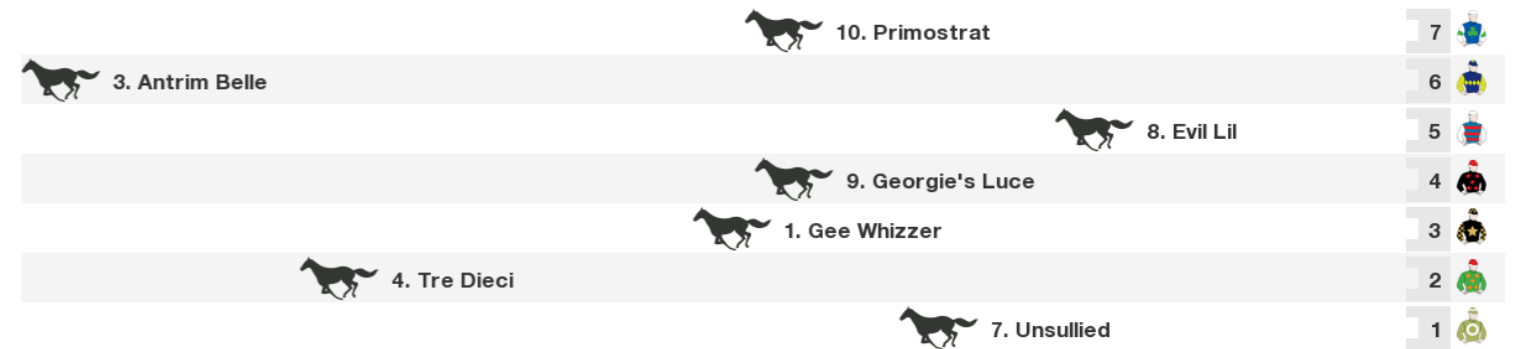 10. Primostrat 7
3. Antrim Belle 6
8. Evil Lil 5
9. Georgie's Luce 4
1. Gee Whizzer 3
4. Tre Dieci 2
7. Unsullied 1